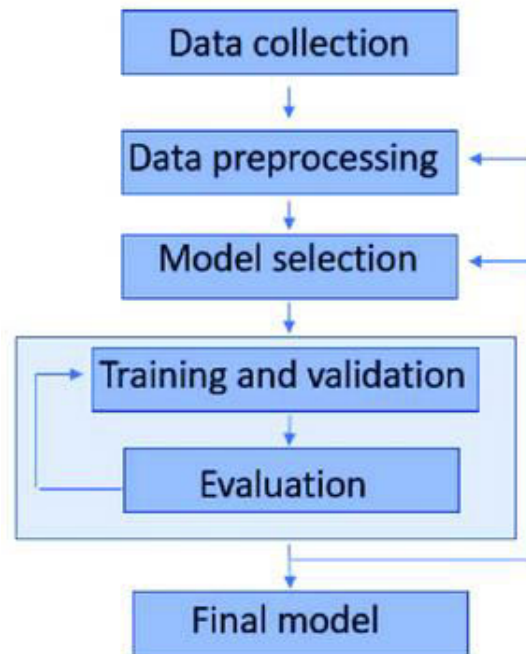 Data collection
Data preprocessing
Model selection
Training and validation
Evaluation
Final model